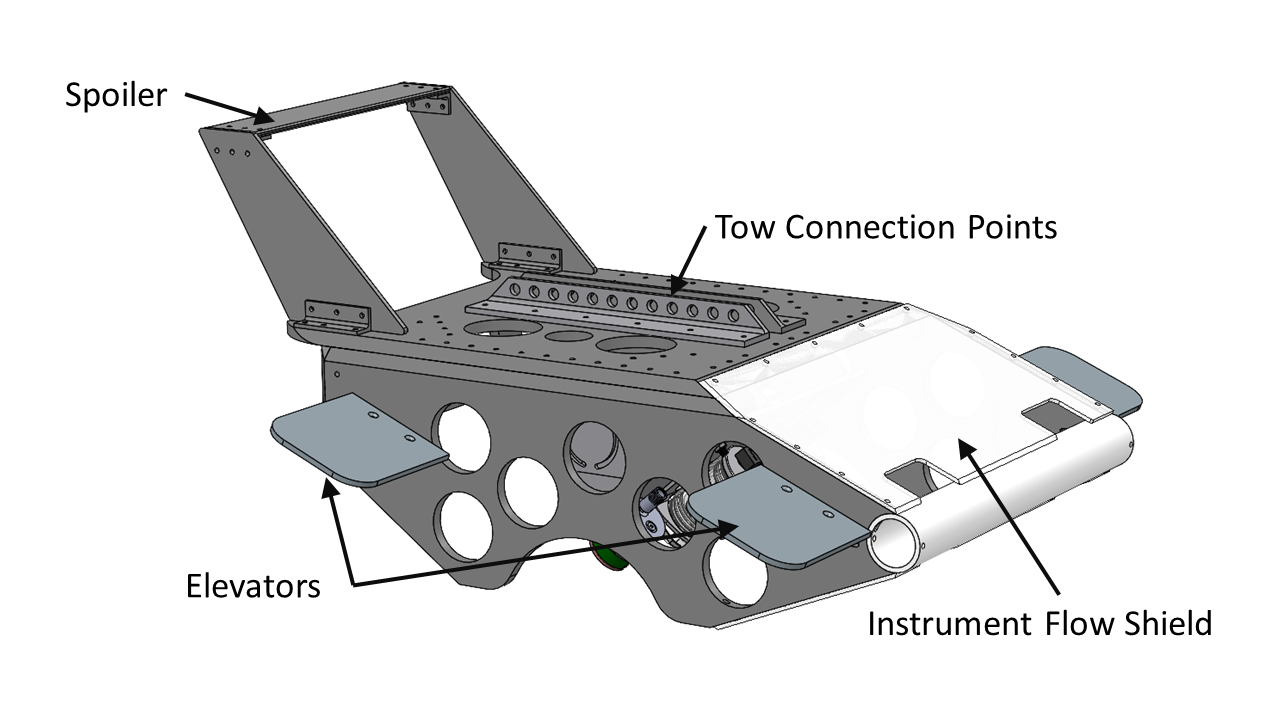 Spoiler
Tow Connection Points
Elevators
Instrument Flow Shield